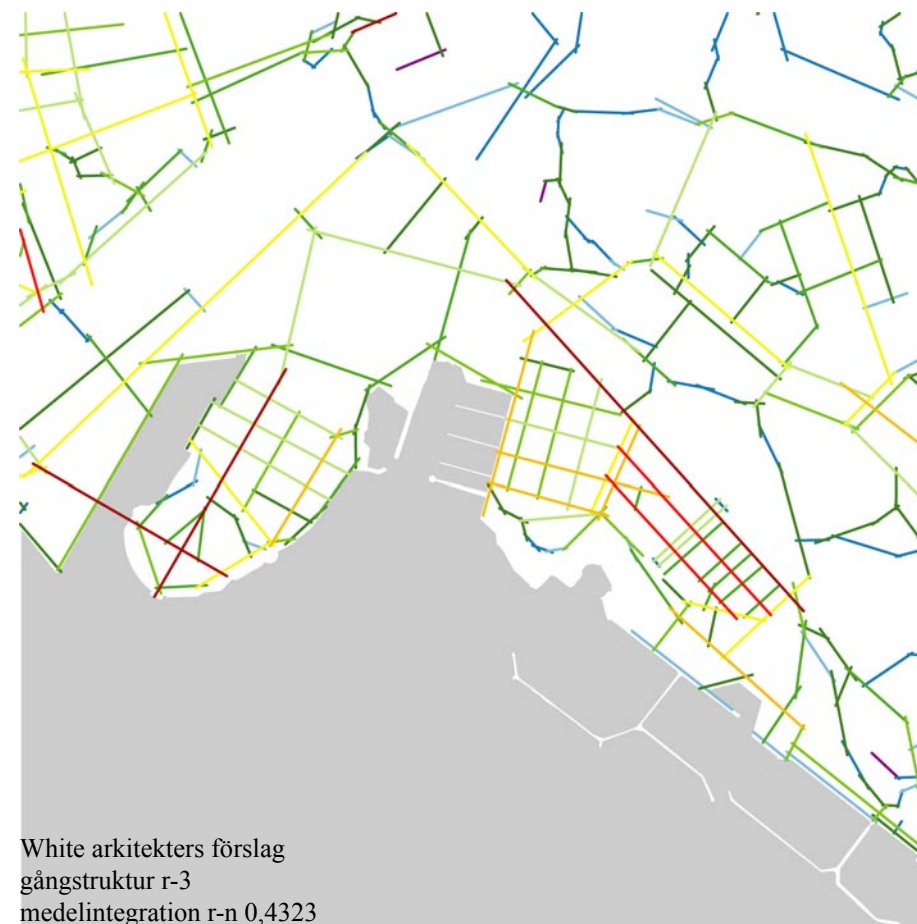 White arkitekters förslag
gångstruktur r-3
medelintegration r-n 0,4323